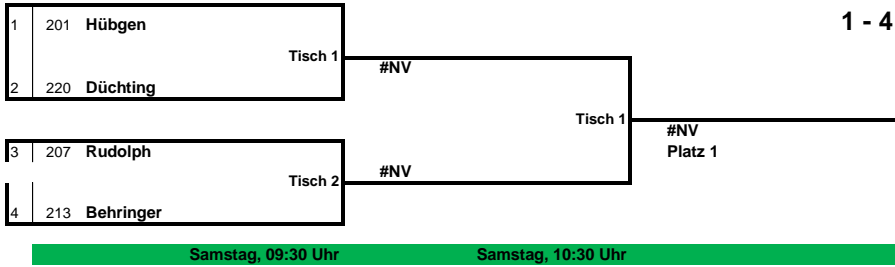 1 201 Hübgen 1 - 4
Tisch 1
#NV
2 220 Düchting
Tisch 1
#NV
3 207 Rudolph Platz 1
#NV
Tisch 2
4 213 Behringer
Samstag, 09:30 Uhr Samstag, 10:30 Uhr